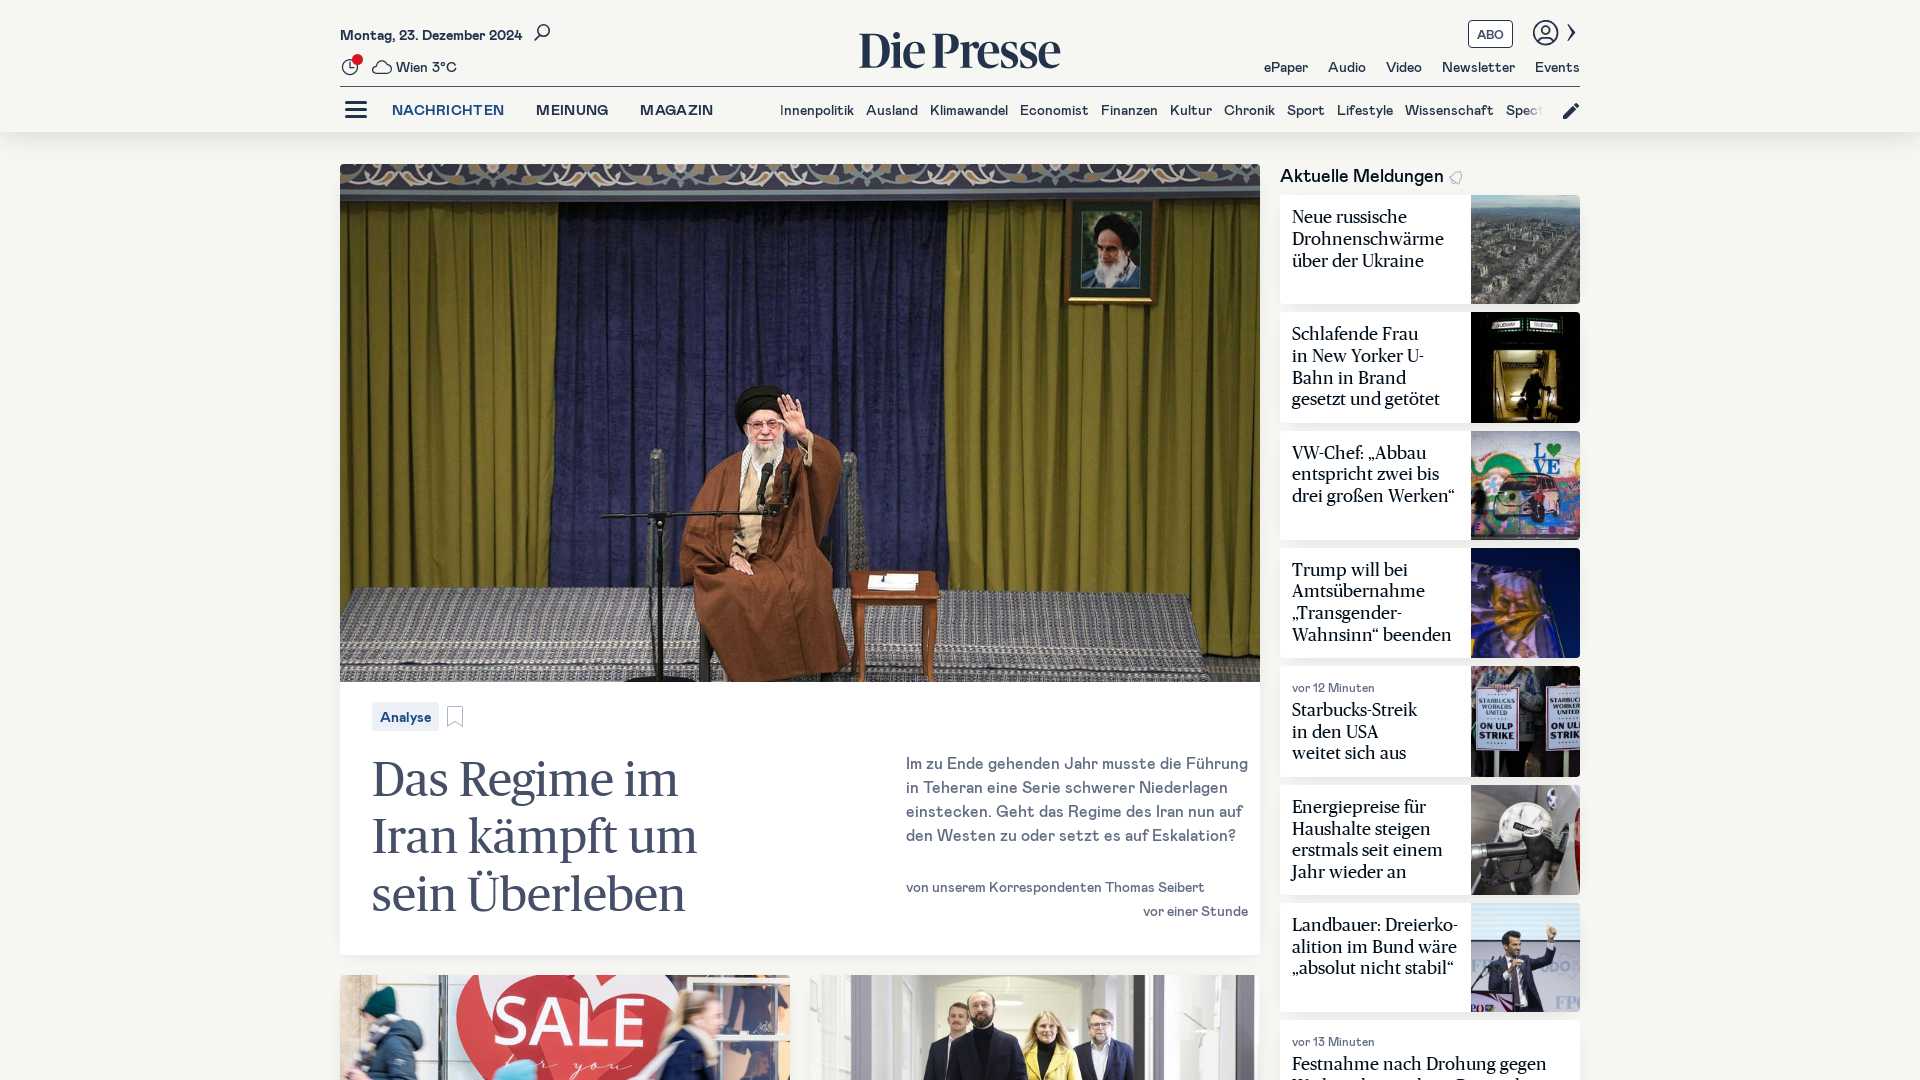 Montag, 23. Dezember 2024
Wien 3°C
Die Presse
ABO
ePaper Audio Video Newsletter Events
NACHRICHTEN MEINUNG MAGAZIN
Innenpolitik Ausland Klimawandel Economist Finanzen Kultur Chronik Sport Lifestyle Wissenschaft Spect
Analyse
Das Regime im
Iran kämpft um
sein Überleben
Im zu Ende gehenden Jahr musste die Führung
in Teheran eine Serie schwerer Niederlagen
einstecken. Geht das Regime des Iran nun auf
den Westen zu oder setzt es auf Eskalation?
von unserem Korrespondenten Thomas Seibert
vor einer Stunde
SALE
for you
Aktuelle Meldungen
Neue russische
Drohnenschwärme
über der Ukraine
Schlafende Frau
in New Yorker U-
Bahn in Brand
gesetzt und getötet
VW-Chef: „Abbau
entspricht zwei bis
drei großen Werken“
LOVE
Trump will bei
Amtsübernahme
„Transgender-
Wahnsinn“ beenden
vor 12 Minuten
Starbucks-Streik
in den USA
weitet sich aus
STARBUCKS
WORKERS
UNITED
ON ULP
STRIKE
Energiepreise für
Haushalte steigen
erstmals seit einem
Jahr wieder an
Landbauer: Dreierko-
alition im Bund wäre
„absolut nicht stabil“
FPÖ
vor 13 Minuten
Festnahme nach Drohung gegen